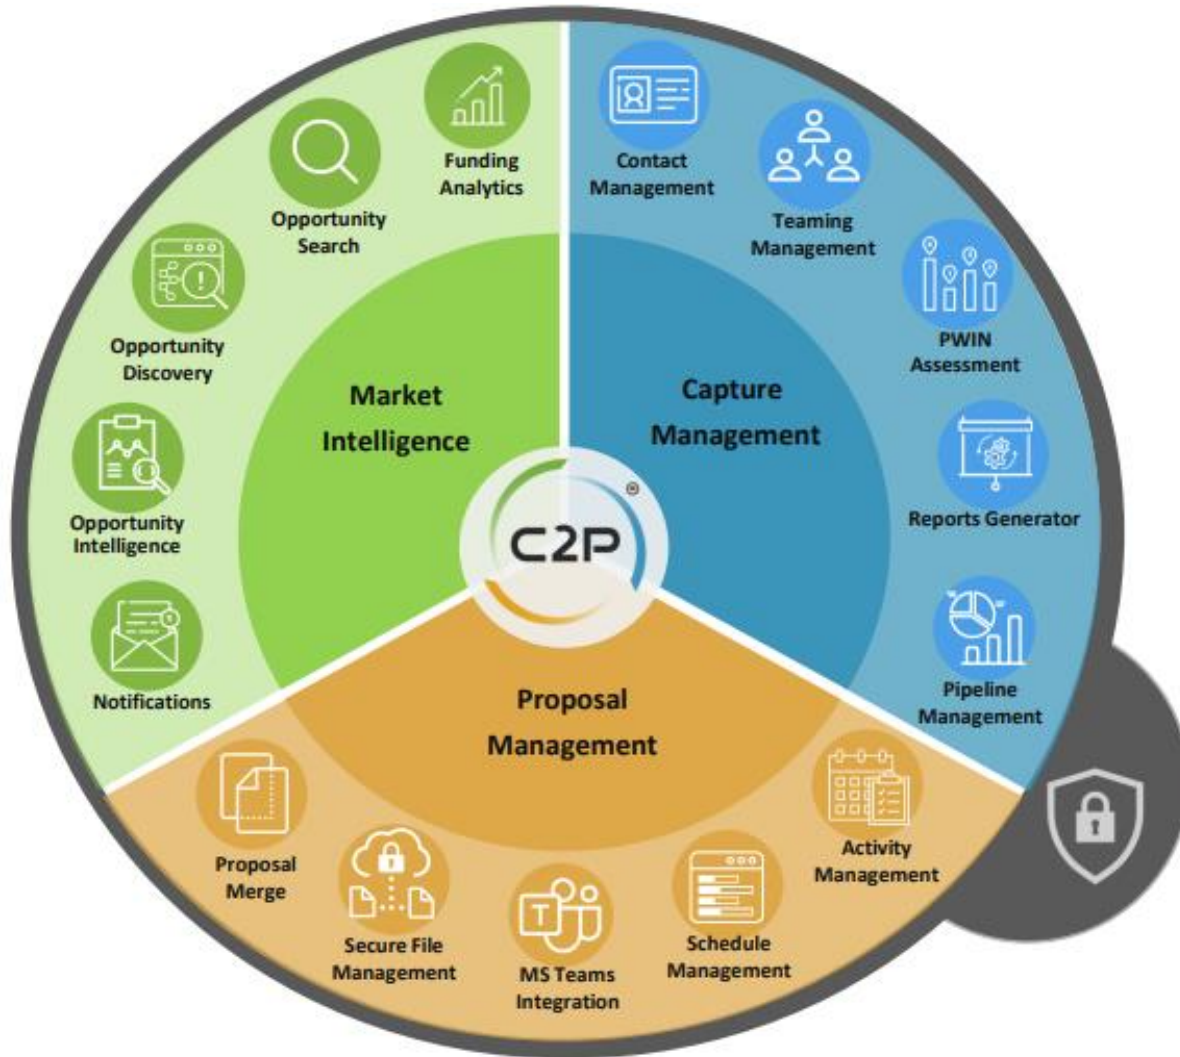 Funding
Analytics
Opportunity
Search
Opportunity
Discovery
Opportunity
Intelligence
Notifications
Market
Intelligence
Contact
Management
Teaming
Management
PWIN
Assessment
Reports Generator
Pipeline
Management
Capture
Management
C2P
®
Proposal
Management
Proposal
Merge
Secure File
Management
T
MS Teams
Integration
Schedule
Management
Activity
Management